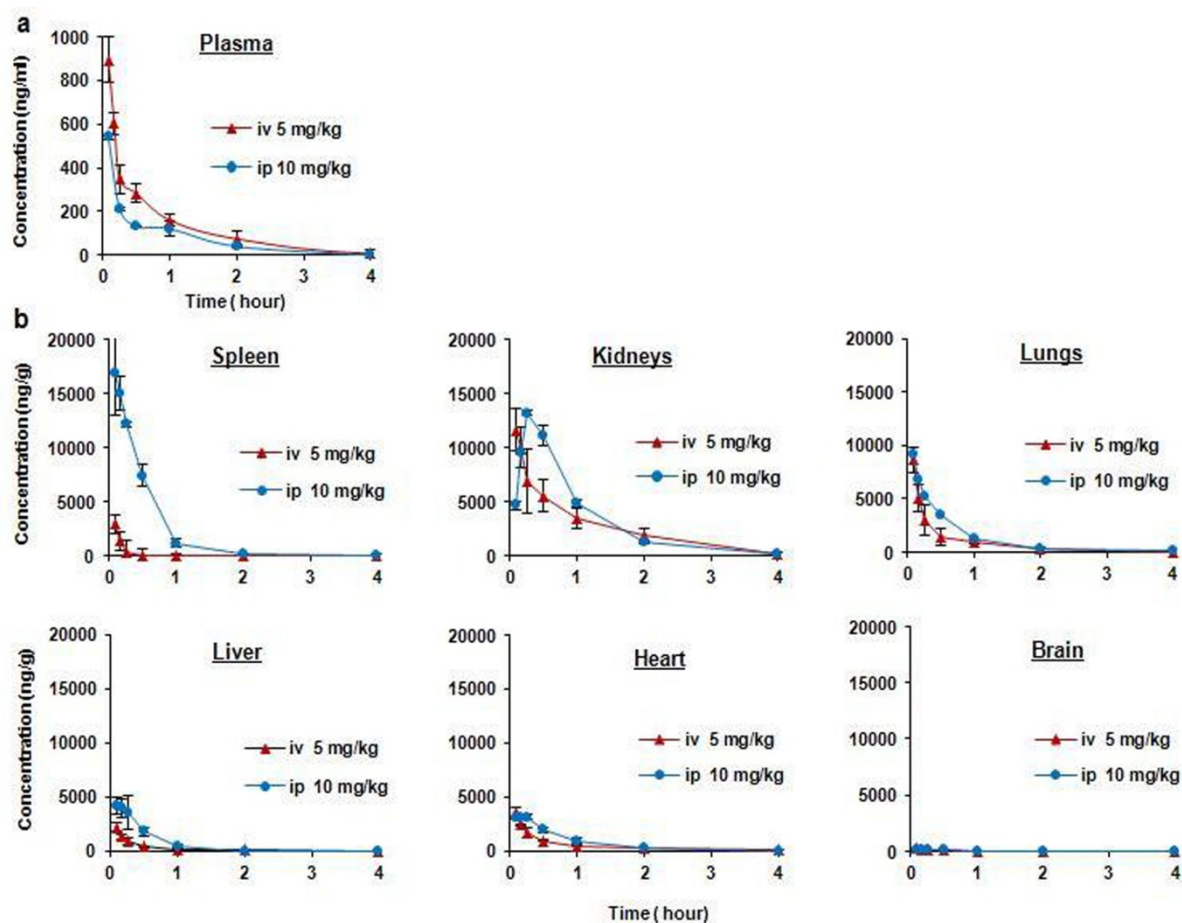 a
Plasma
Concentration (ng/ml)
1000
800
600
400
200
0
iv 5 mg/kg
ip 10 mg/kg
0 1 2 3 4
Time ( hour)
b
Spleen
Concentration (ng/g)
20000
15000
10000
5000
0
iv 5 mg/kg
ip 10 mg/kg
0 1 2 3 4
Kidneys
20000
15000
10000
5000
0
iv 5 mg/kg
ip 10 mg/kg
0 1 2 3 4
Lungs
20000
15000
10000
5000
0
iv 5 mg/kg
ip 10 mg/kg
0 1 2 3 4
Liver
Concentration (ng/g)
20000
15000
10000
5000
0
iv 5 mg/kg
ip 10 mg/kg
0 1 2 3 4
Heart
20000
15000
10000
5000
0
iv 5 mg/kg
ip 10 mg/kg
0 1 2 3 4
Brain
20000
15000
10000
5000
0
iv 5 mg/kg
ip 10 mg/kg
0 1 2 3 4
Time ( hour)